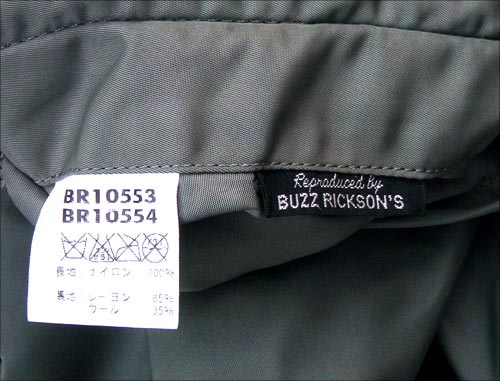 BR10553
BR10554
表地:ナイロン 100%
裏地:レーヨン 65%
ウール 35%
Reproduced by
BUZZ RICKSON'S